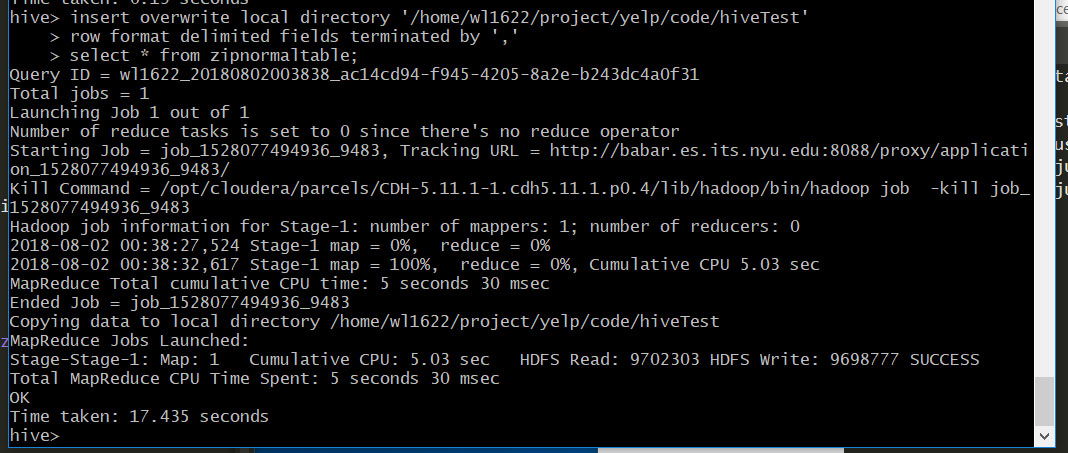 Time taken: 0.19 seconds
hive> insert overwrite local directory '/home/wl1622/project/yelp/code/hiveTest'
    > row format delimited fields terminated by ','
    > select * from zipnormaltable;
Query ID = wl1622_20180802003838_ac14cd94-f945-4205-8a2e-b243dc4a0f31
Total jobs = 1
Launching Job 1 out of 1
Number of reduce tasks is set to 0 since there's no reduce operator
Starting Job = job_1528077494936_9483, Tracking URL = http://babar.es.its.nyu.edu:8088/proxy/applicati
on_1528077494936_9483/
Kill Command = /opt/cloudera/parcels/CDH-5.11.1-1.cdh5.11.1.p0.4/lib/hadoop/bin/hadoop job  -kill job_
1528077494936_9483
Hadoop job information for Stage-1: number of mappers: 1; number of reducers: 0
2018-08-02 00:38:27,524 Stage-1 map = 0%,  reduce = 0%
2018-08-02 00:38:32,617 Stage-1 map = 100%,  reduce = 0%, Cumulative CPU 5.03 sec
MapReduce Total cumulative CPU time: 5 seconds 30 msec
Ended Job = job_1528077494936_9483
Copying data to local directory /home/wl1622/project/yelp/code/hiveTest
MapReduce Jobs Launched:
Stage-Stage-1: Map: 1   Cumulative CPU: 5.03 sec   HDFS Read: 9702303 HDFS Write: 9698777 SUCCESS
Total MapReduce CPU Time Spent: 5 seconds 30 msec
OK
Time taken: 17.435 seconds
hive>